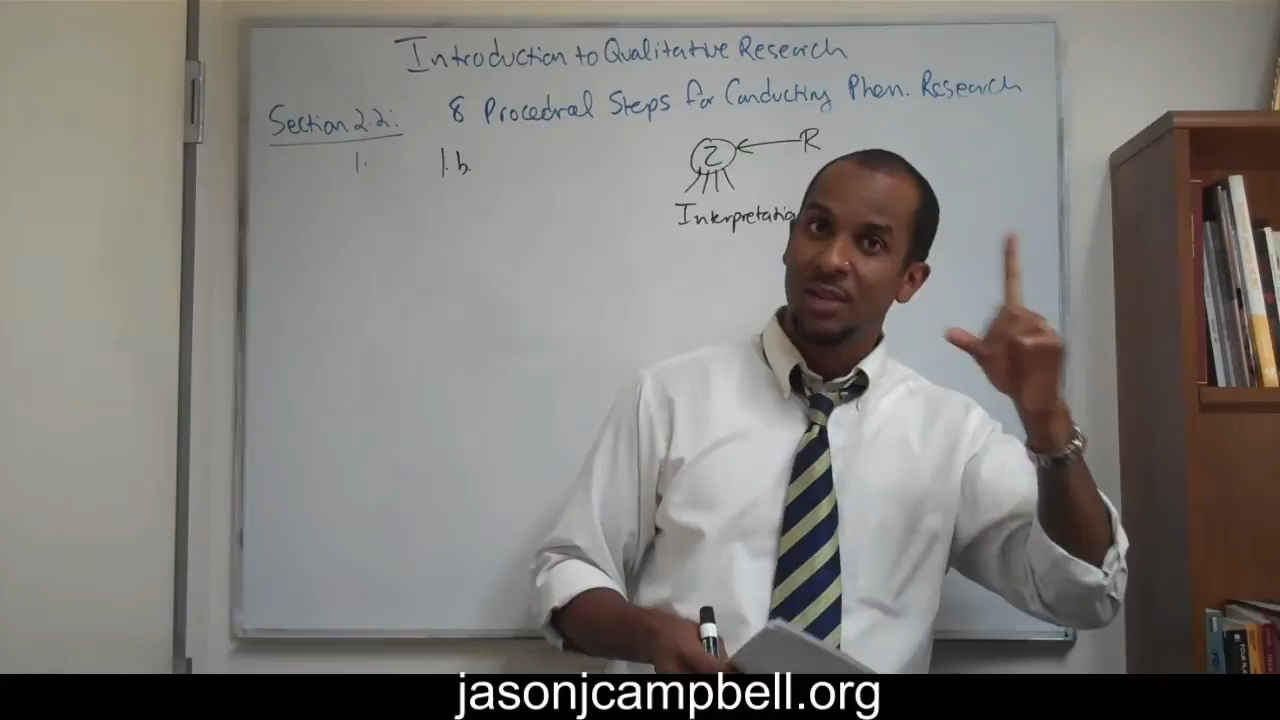 Introduction to Qualitative Research
Section 2.2: 8 Procedral Steps for Conducting Phen. Research
1. 1.b.
2 R
Interpretatio
jasonjcampbell.org